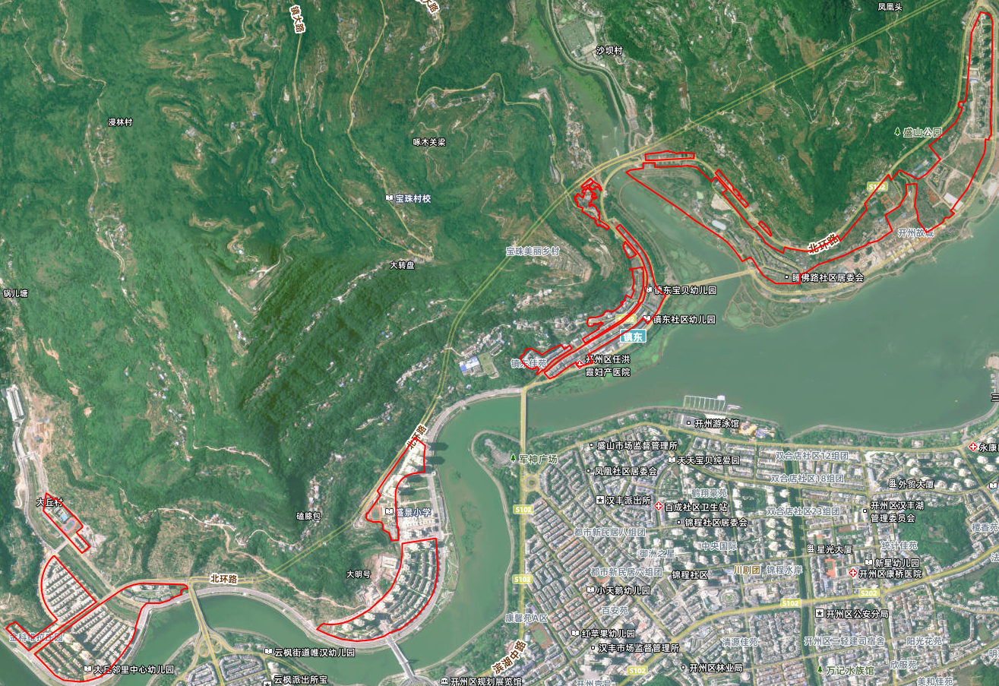 凤凰头
镇大路
沙坝村
浸林村
盛山公园
啄木关梁
S102
宝珠村校
开州故城
北环路
宝珠美丽乡村
大转盘
睡佛路社区居委会
锅儿塘
镇东宝贝幼儿园
镇东社区幼儿园
镇东
开州区任洪
霞妇产医院
镇东佳苑
三
开州游泳馆
北环路
盛山市场监督管理所
永康
军神广场
天天宝贝纯爱园
双合店社区12组团
凤凰社区居委会
双合店社区18组团
外贸大厦
鹤翔豪苑
大丘村
汉丰派出所
百成社区卫生站
双合店社区23组团
开州区汉丰湖
管理委员会
S102
盛景小学
磕膝包
锦程社区居委会
都市新民居八组团
中央国际
统计佳苑
星光大厦
御洲之星
新星幼儿园
大明号
都市新民居六组团
锦程社区
川剧团
锦程水岸
开州区康桥医院
北环路
S102
小天鹅幼儿园
S202
S102
百安苑
康馨苑A区
开州区公安分局
红苹果幼儿园
清源佳苑
开州区二轻建司宿舍
阳光花苑
云枫街道唯汉幼儿园
汉丰市场监督管理所
滨湖中路
大丘邻里中心幼儿园
开州区林业局
S102
万记水族馆
欣服苑
云枫派出所宝
开州区规划展览馆
美和佳苑